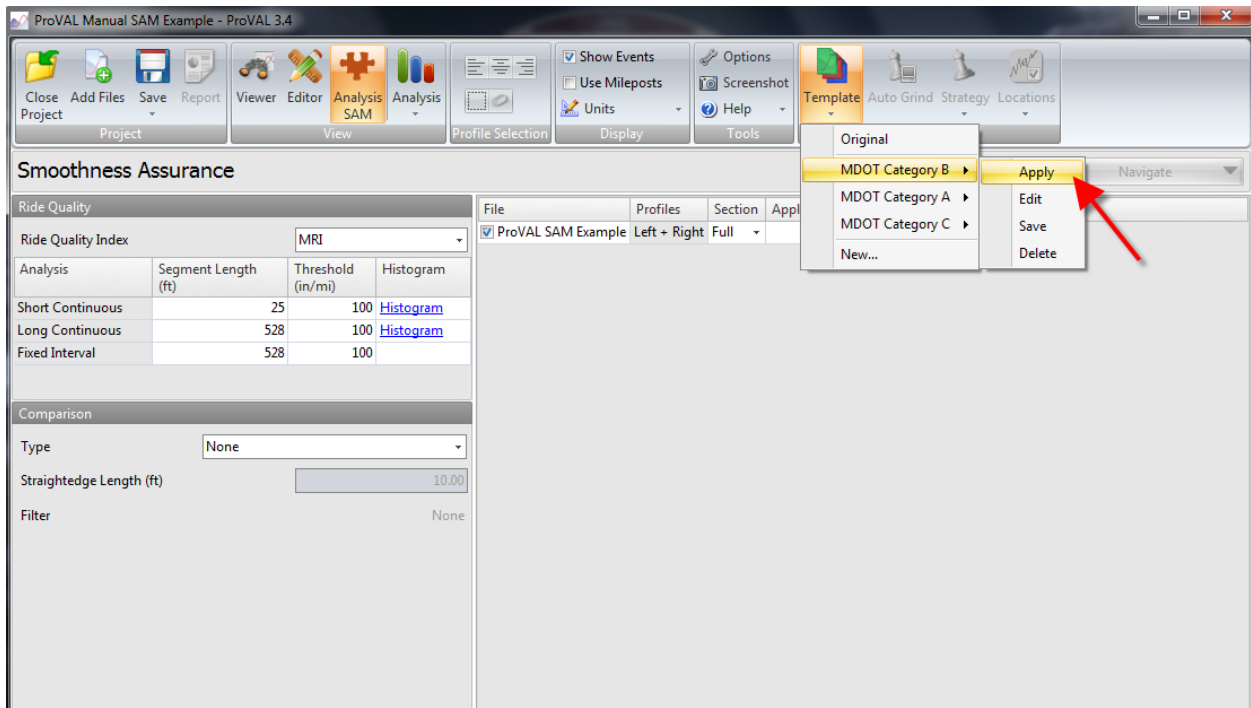 ProVAL Manual SAM Example - ProVAL 3.4
Close Project
Add Files
Save
Report
Project
Viewer
Editor
Analysis SAM
Analysis
View
Profile Selection
Show Events
Use Mileposts
Units
Display
Options
Screenshot
Help
Tools
Template
Auto Grind
Strategy
Locations
Original
MDOT Category B
MDOT Category A
MDOT Category C
New...
Apply
Edit
Save
Delete
Navigate
Smoothness Assurance
Ride Quality
Ride Quality Index MRI
Analysis Segment Length (ft) Threshold (in/mi) Histogram
Short Continuous 25 100 Histogram
Long Continuous 528 100 Histogram
Fixed Interval 528 100
Comparison
Type None
Straightedge Length (ft) 10.00
Filter None
File Profiles Section Appl
ProVAL SAM Example Left + Right Full